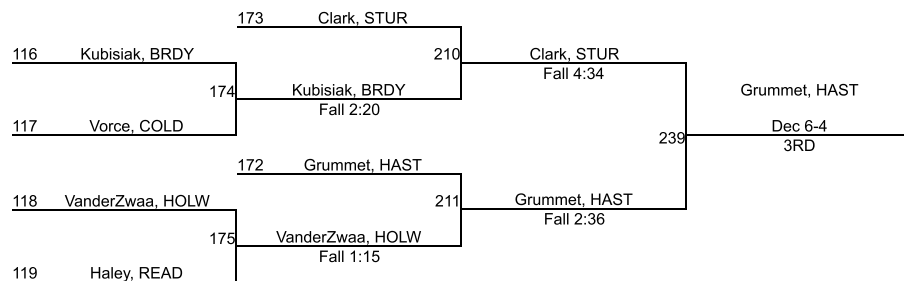 173 Clark, STUR
116 Kubisiak, BRDY
210 Clark, STUR
Fall 4:34
174 Kubisiak, BRDY
Fall 2:20
Grummet, HAST
117 Vorce, COLD
239 Dec 6-4
3RD
172 Grummet, HAST
118 VanderZwaa, HOLW
211 Grummet, HAST
Fall 2:36
175 VanderZwaa, HOLW
Fall 1:15
119 Haley, READ